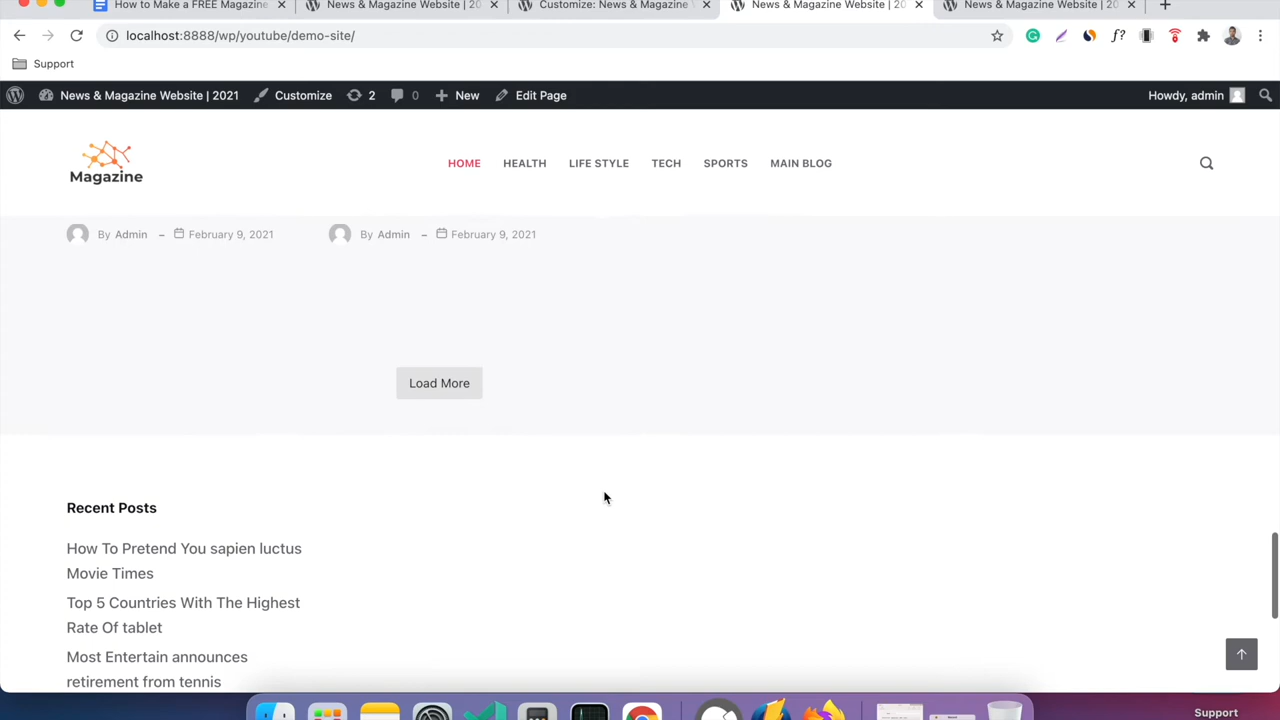 How to Make a FREE Magazine
News & Magazine Website | 20
Customize: News & Magazine
News & Magazine Website | 20
News & Magazine Website | 20
localhost:8888/wp/youtube/demo-site/
f?
Support
News & Magazine Website | 2021
Customize
2
0
New
Edit Page
Howdy, admin
Magazine
HOME
HEALTH
LIFE STYLE
TECH
SPORTS
MAIN BLOG
By Admin – February 9, 2021
By Admin – February 9, 2021
Load More
Recent Posts
How To Pretend You sapien luctus
Movie Times
Top 5 Countries With The Highest
Rate Of tablet
Most Entertain announces
retirement from tennis
Support